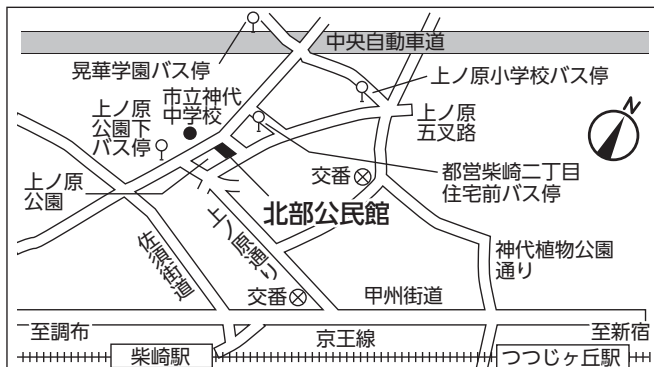 N
中央自動車道
晃華学園バス停
上ノ原小学校バス停
市立神代
中学校
上ノ原
公園下
バス停
上ノ原
五叉路
都営柴崎二丁目
住宅前バス停
交番
上ノ原
公園
北部公民館
上ノ原通り
佐須街道
神代植物公園
通り
交番
甲州街道
至調布
京王線
至新宿
柴崎駅
つつじヶ丘駅